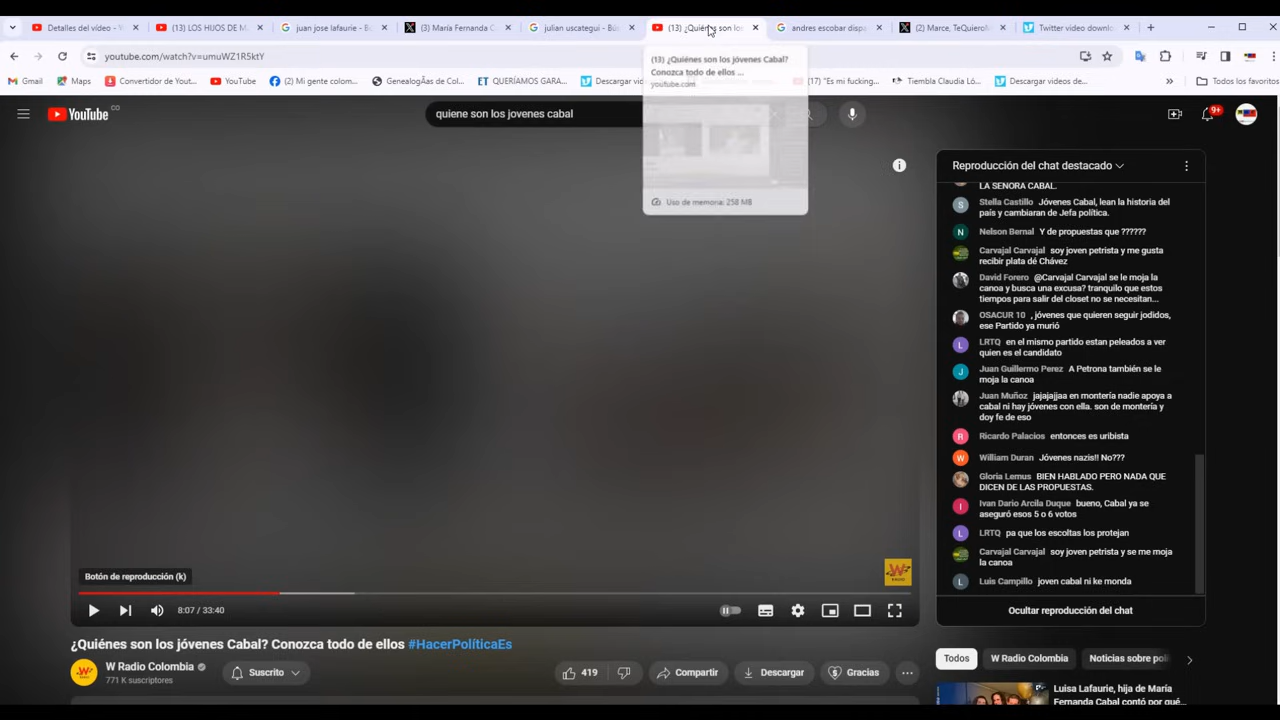 Detalles del vídeo - Y
(13) LOS HIJOS DE M
juan jose lafaurie - B
(3) María Fernanda C
julian uscategui - Bus
(13) ¿Quiénes son los
andres escobar dispa
(2) Marce, TeQuieroN
Twitter video downlo
youtube.com/watch?v=umuWZ1R5ktY
Gmail
Maps
Convertidor de Yout...
YouTube
(2) Mi gente colom...
GenealogÃas de Col...
QUERÍAMOS GARA...
Descargar vi
(17) "Es mi fucking...
Tiembla Claudia Ló...
Descargar videos de...
Todos los favoritos
(13) ¿Quiénes son los jóvenes Cabal?
Conozca todo de ellos ...
youtube.com
Uso de memoria: 258 MB
YouTube CO
quiene son los jovenes cabal
9+
Reproducción del chat destacado
LA SEÑORA CABAL.
Stella Castillo Jóvenes Cabal, lean la historia del
país y cambiaran de Jefa política.
Nelson Bernal Y de propuestas que ??????
Carvajal Carvajal soy joven petrista y me gusta
recibir plata dé Chávez
David Forero @Carvajal Carvajal se le moja la
canoa y busca una excusa? tranquilo que estos
tiempos para salir del closet no se necesitan...
OSACUR 10 , jóvenes que quieren seguir jodidos,
ese Partido ya murió
LRTQ en el mismo partido estan peleados a ver
quien es el candidato
Juan Guillermo Perez A Petrona también se le
moja la canoa
Juan Muñoz jajajajjaa en montería nadie apoya a
cabal ni hay jóvenes con ella. son de montería y
doy fe de eso
Ricardo Palacios entonces es uribista
William Duran Jóvenes nazis!! No???
Gloria Lemus BIEN HABLADO PERO NADA QUE
DICEN DE LAS PROPUESTAS.
Ivan Dario Arcila Duque bueno, Cabal ya se
aseguró esos 5 o 6 votos
LRTQ pa que los escoltas los protejan
Carvajal Carvajal soy joven petrista y se me moja
la canoa
Luis Campillo joven cabal ni ke monda
Ocultar reproducción del chat
Botón de reproducción (k)
W
RADIO
8:07 / 33:40
¿Quiénes son los jóvenes Cabal? Conozca todo de ellos #HacerPolíticaEs
W Radio Colombia
771 K suscriptores
Suscrito
419
Compartir
Descargar
Gracias
Todos
W Radio Colombia
Noticias sobre polí
Luisa Lafaurie, hija de María
Fernanda Cabal contó por qué...